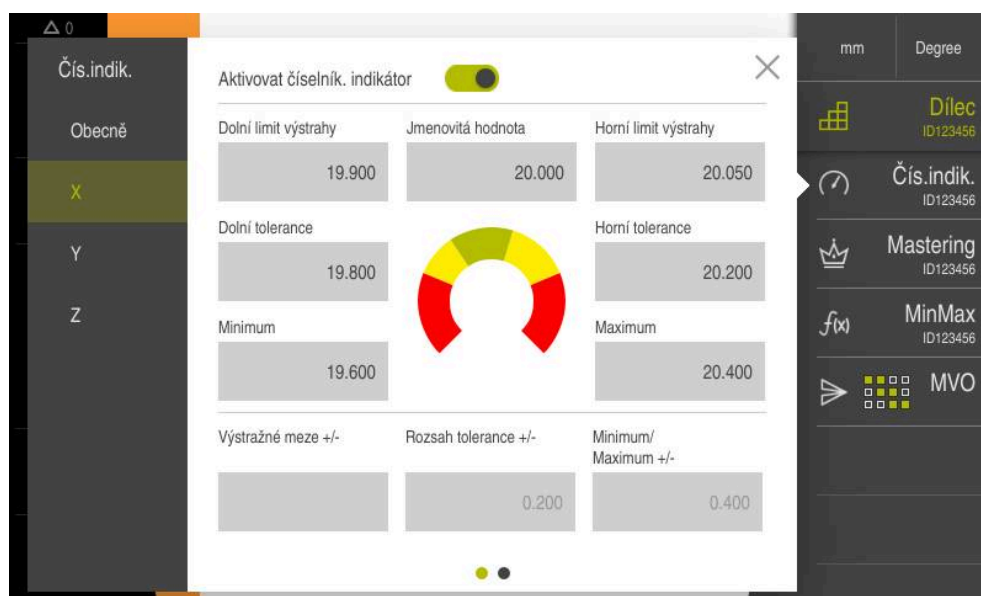 0
Čís.indik.
Obecně
X
Y
Z
Aktivovat číselník. indikátor
Dolní limit výstrahy
Jmenovitá hodnota
Horní limit výstrahy
19.900
20.000
20.050
Dolní tolerance
Horní tolerance
19.800
20.200
Minimum
Maximum
19.600
20.400
Výstražné meze +/-
Rozsah tolerance +/-
Minimum/
Maximum +/-
0.200
0.400
mm
Degree
Dílec
ID123456
Čís.indik.
ID123456
Mastering
ID123456
f(x)
MinMax
ID123456
MVO